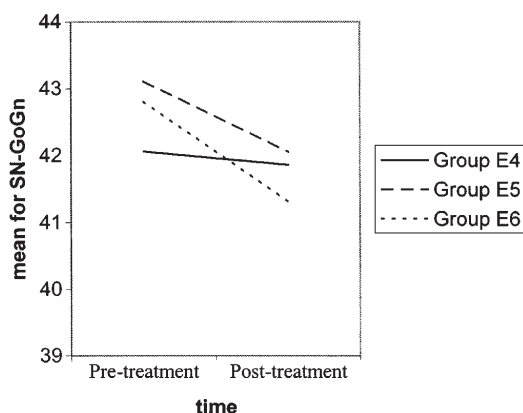 mean for SN-GoGn
44
43
42
41
40
39
Pre-treatment Post-treatment
time
Group E4
Group E5
Group E6